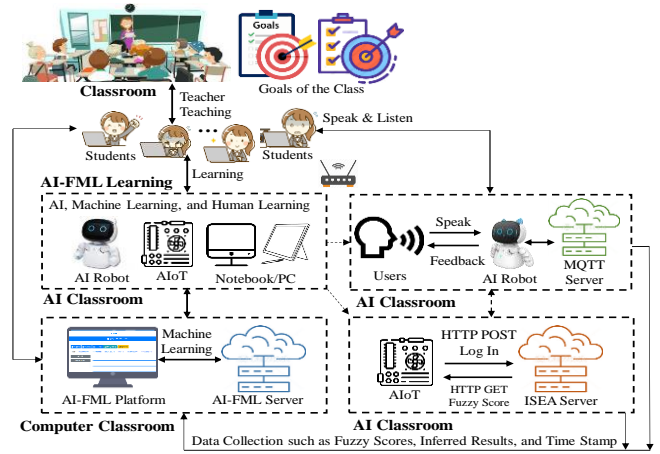 Goals
Classroom
Goals of the Class
Teacher
Teaching
Speak & Listen
Students
Students
Learning
AI-FML Learning
AI, Machine Learning, and Human Learning
AI Robot
AIoT
Notebook/PC
AI Classroom
Speak
Feedback
Users
AI Robot
MQTT
Server
AI Classroom
Machine
Learning
AI-FML Platform
AI-FML Server
Computer Classroom
HTTP POST
Log In
HTTP GET
Fuzzy Score
AIoT
ISEA Server
AI Classroom
Data Collection such as Fuzzy Scores, Inferred Results, and Time Stamp